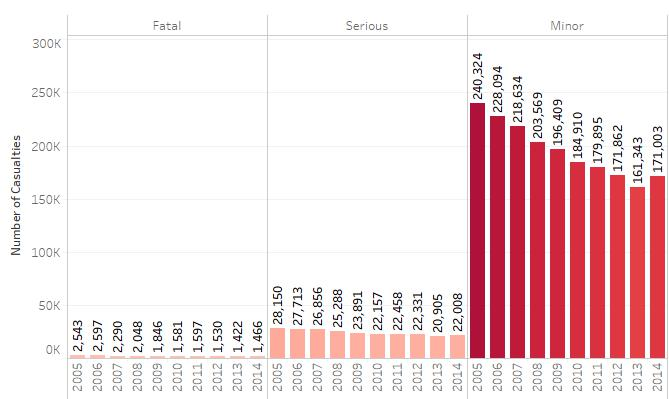 Fatal Serious Minor
300K
250K
200K
150K
100K
50K
0K
Number of Casualties
2,543 2,597 2,290 2,048 1,846 1,581 1,597 1,530 1,422 1,466
28,150 27,713 26,856 25,288 23,891 22,157 22,458 22,331 20,905 22,008
240,324 228,094 218,634 203,569 196,409 184,910 179,895 171,862 161,343 171,003
2005 2006 2007 2008 2009 2010 2011 2012 2013 2014 2005 2006 2007 2008 2009 2010 2011 2012 2013 2014 2005 2006 2007 2008 2009 2010 2011 2012 2013 2014